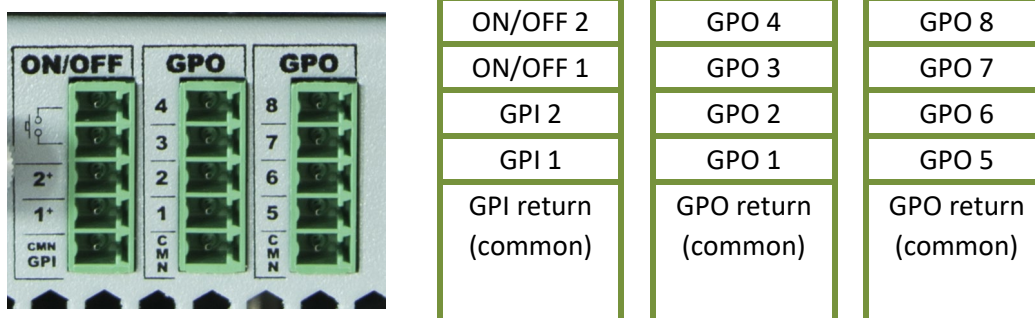 ON/OFF GPO GPO
4 8
3 7
2+ 2 6
1+ 1 5
CMN
GPI
C
M
N
C
M
N
ON/OFF 2
ON/OFF 1
GPI 2
GPI 1
GPI return
(common)
GPO 4
GPO 3
GPO 2
GPO 1
GPO return
(common)
GPO 8
GPO 7
GPO 6
GPO 5
GPO return
(common)